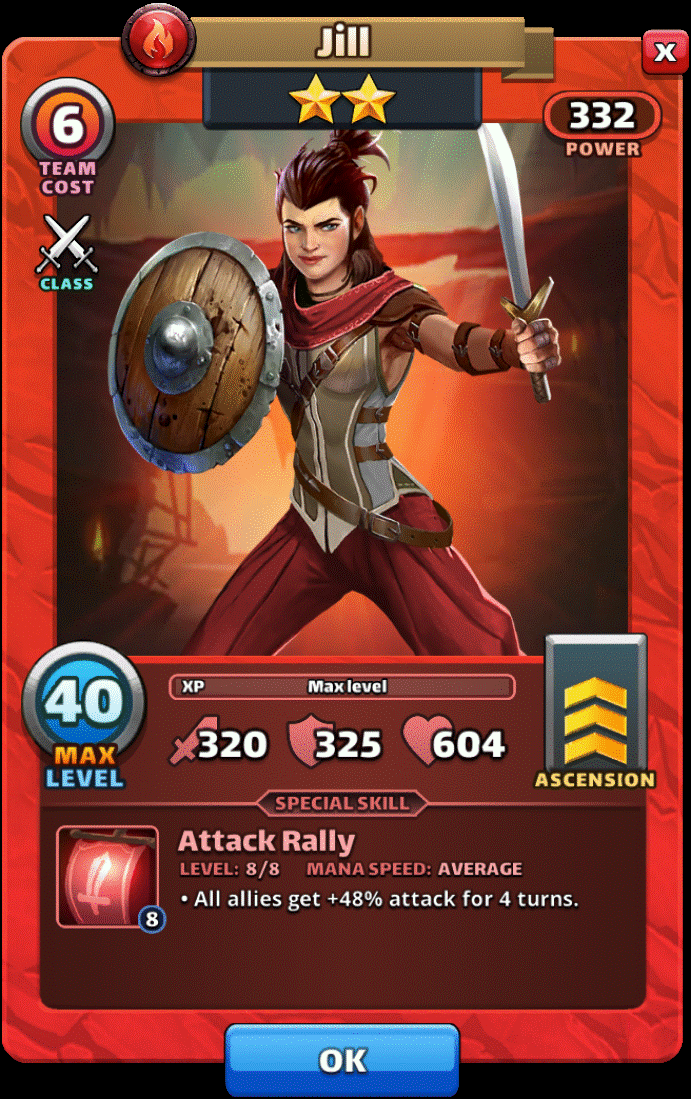 Jill
X
6
TEAM
COST
332
POWER
CLASS
40
MAX
LEVEL
XP Max level
320 325 604
ASCENSION
SPECIAL SKILL
Attack Rally
LEVEL: 8/8 MANA SPEED: AVERAGE
8
• All allies get +48% attack for 4 turns.
OK